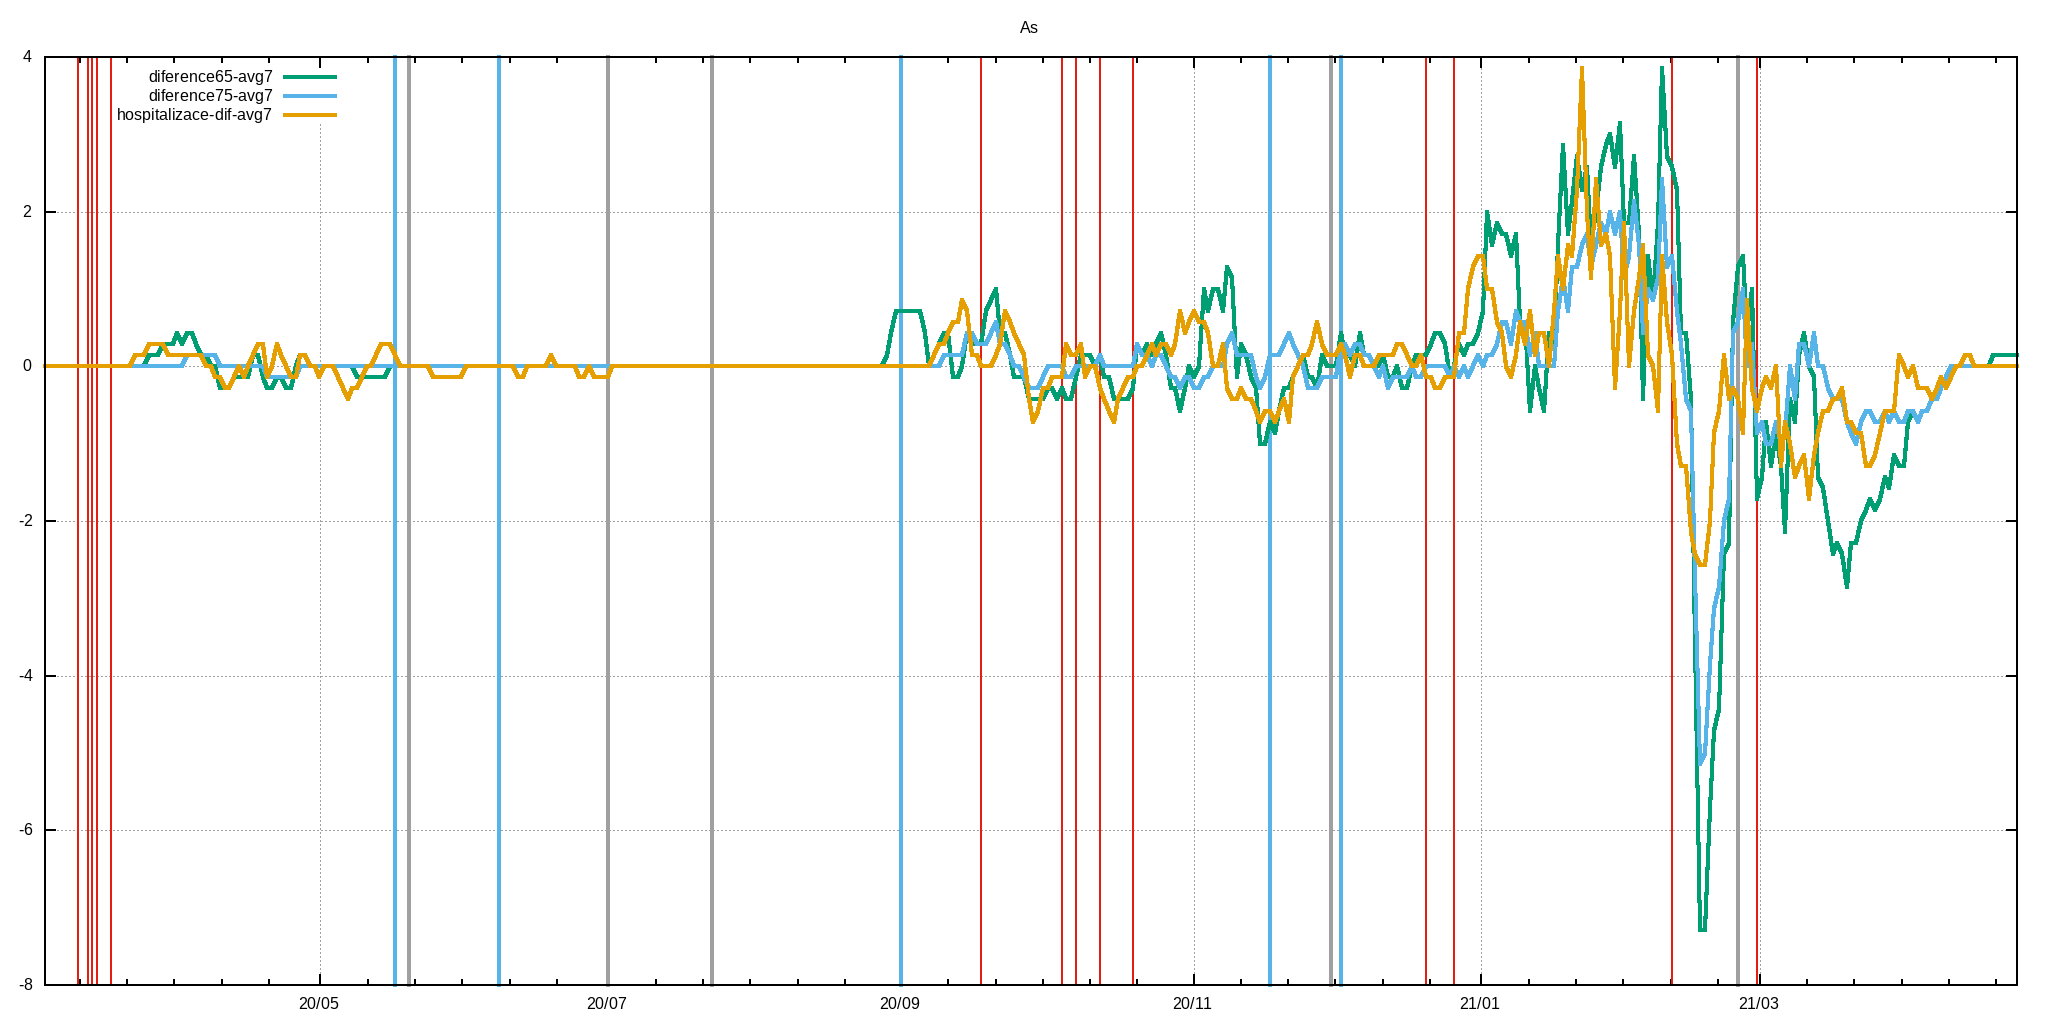 As
4
diference65-avg7
diference75-avg7
hospitalizace-dif-avg7
2
0
-2
-4
-6
-8
20/05 20/07 20/09 20/11 21/01 21/03